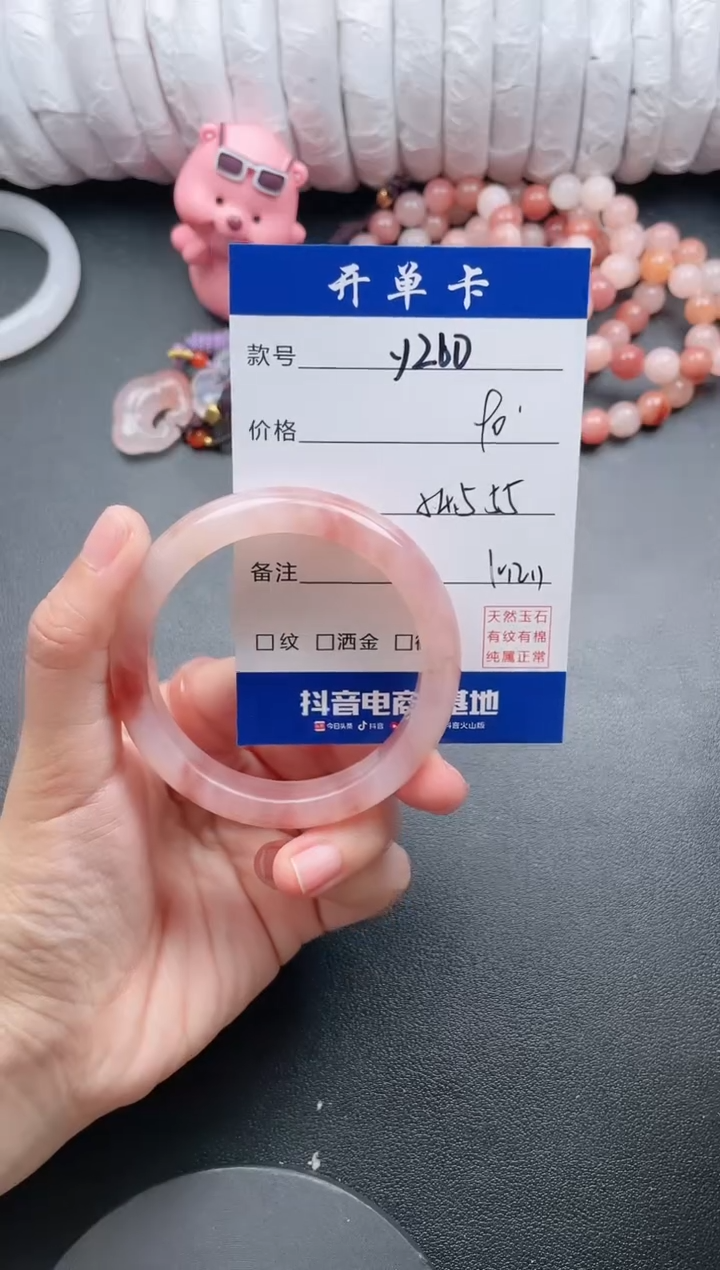 开单卡
款号 y260
价格
备注
□纹 □洒金 □
天然玉石
有纹有棉
纯属正常
抖音电商基地
今日头条 抖音 抖音火山版